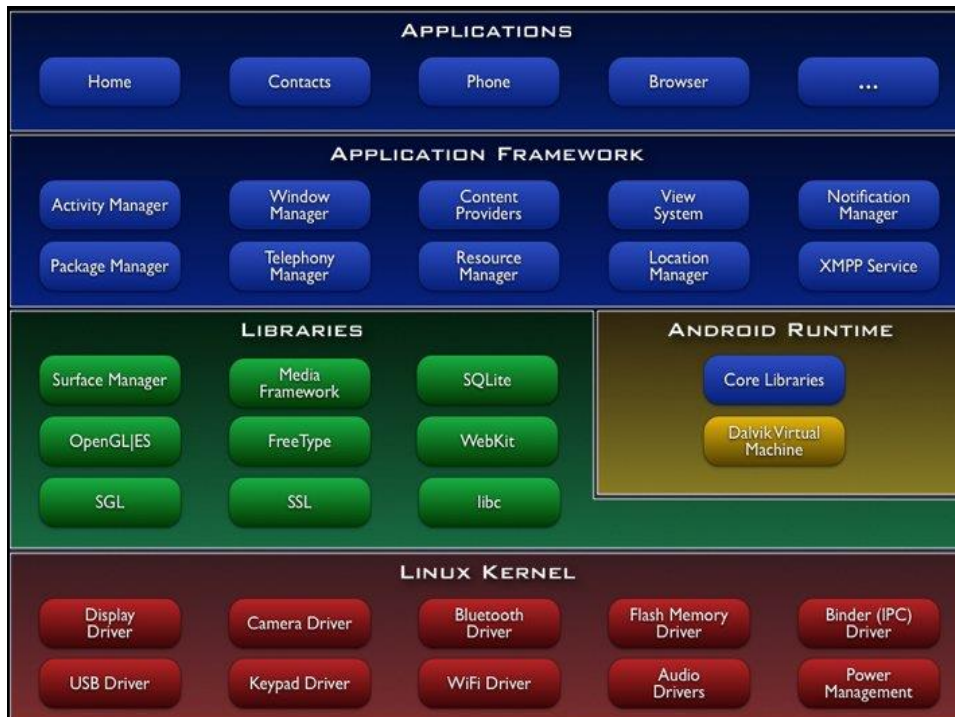 APPLICATIONS
Home
Contacts
Phone
Browser
...
APPLICATION FRAMEWORK
Activity Manager
Window
Manager
Content
Providers
View
System
Notification
Manager
Package Manager
Telephony
Manager
Resource
Manager
Location
Manager
XMPP Service
LIBRARIES
Surface Manager
Media
Framework
SQLite
OpenGL|ES
FreeType
WebKit
SGL
SSL
libc
ANDROID RUNTIME
Core Libraries
Dalvik Virtual
Machine
LINUX KERNEL
Display
Driver
Camera Driver
Bluetooth
Driver
Flash Memory
Driver
Binder (IPC)
Driver
USB Driver
Keypad Driver
WiFi Driver
Audio
Drivers
Power
Management